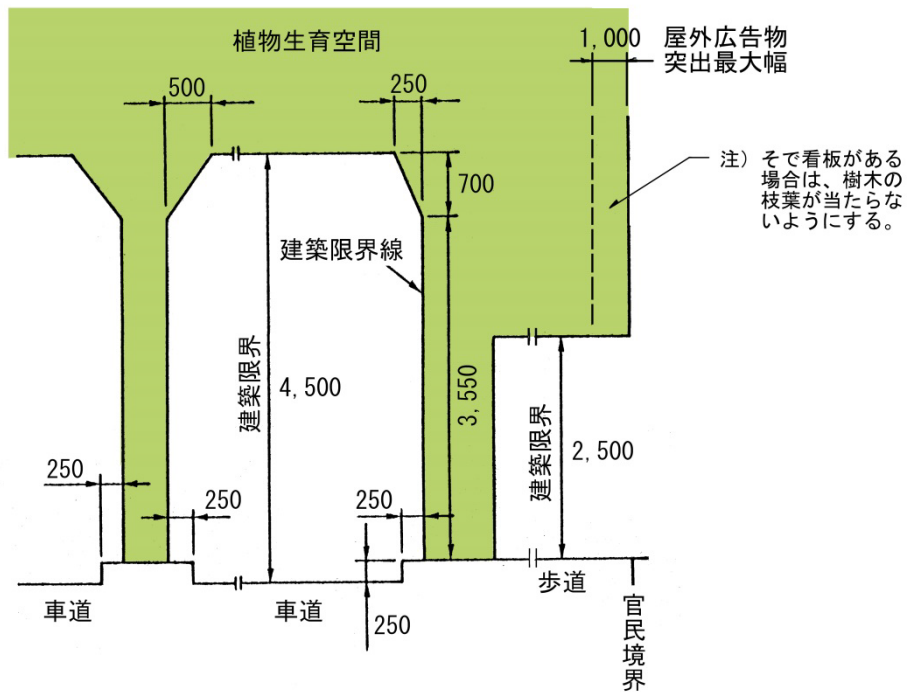 植物生育空間
1,000
屋外広告物
突出最大幅
500
250
注）そで看板がある
場合は、樹木の
枝葉が当たらな
いようにする。
700
建築限界線
建築限界
4,500
3,550
建築限界
2,500
250
250
250
車道
車道
250
歩道
官民境界